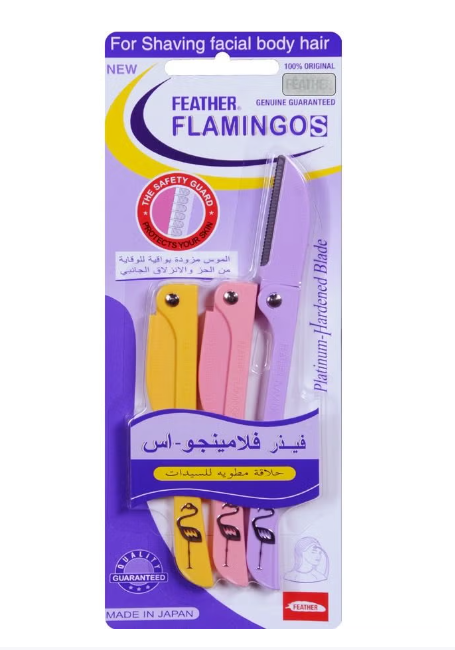 For Shaving facial body hair
NEW
100% ORIGINAL
FEATHER
GENUINE GUARANTEED
FEATHER®
FLAMINGOS
THE SAFETY GUARD
PROTECTS YOUR SKIN
الموس مزودة بواقية للوقاية
من الحز والانزلاق الجانبي
Platinum-Hardened Blade
فيذر فلامينجو-اس
حلاقة مطويه للسيدات
QUALITY
GUARANTEED
FEATHER
MADE IN JAPAN